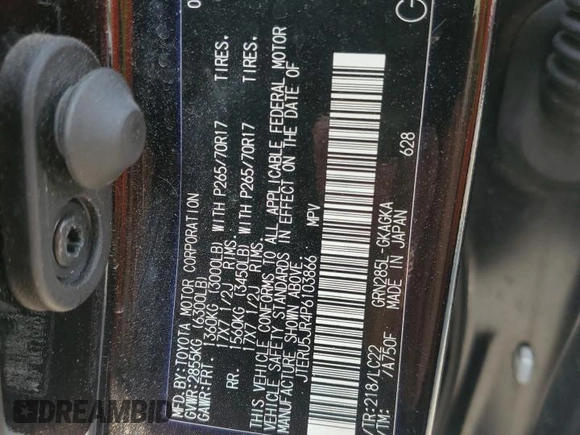 MFD.BY:TOYOTA MOTOR CORPORATION
GVWR:2855KG (6300LB)
GAWR:FRT. 1360KG (3000LB) WITH P265/70R17 TIRES.
17X7 1/2J RIMS.
RR. 1560KG (3450LB) WITH P265/70R17 TIRES.
17X7 1/2J RIMS.
THIS VEHICLE CONFORMS TO ALL APPLICABLE FEDERAL MOTOR
VEHICLE SAFETY STANDARDS IN EFFECT ON THE DATE OF
MANUFACTURE SHOWN ABOVE.
JTERU5JR4P6103866 MPV
628
/TR:218/LC22 GRN285L-GKAGKA
/TM: /A750F MADE IN JAPAN
G
DREAMBID